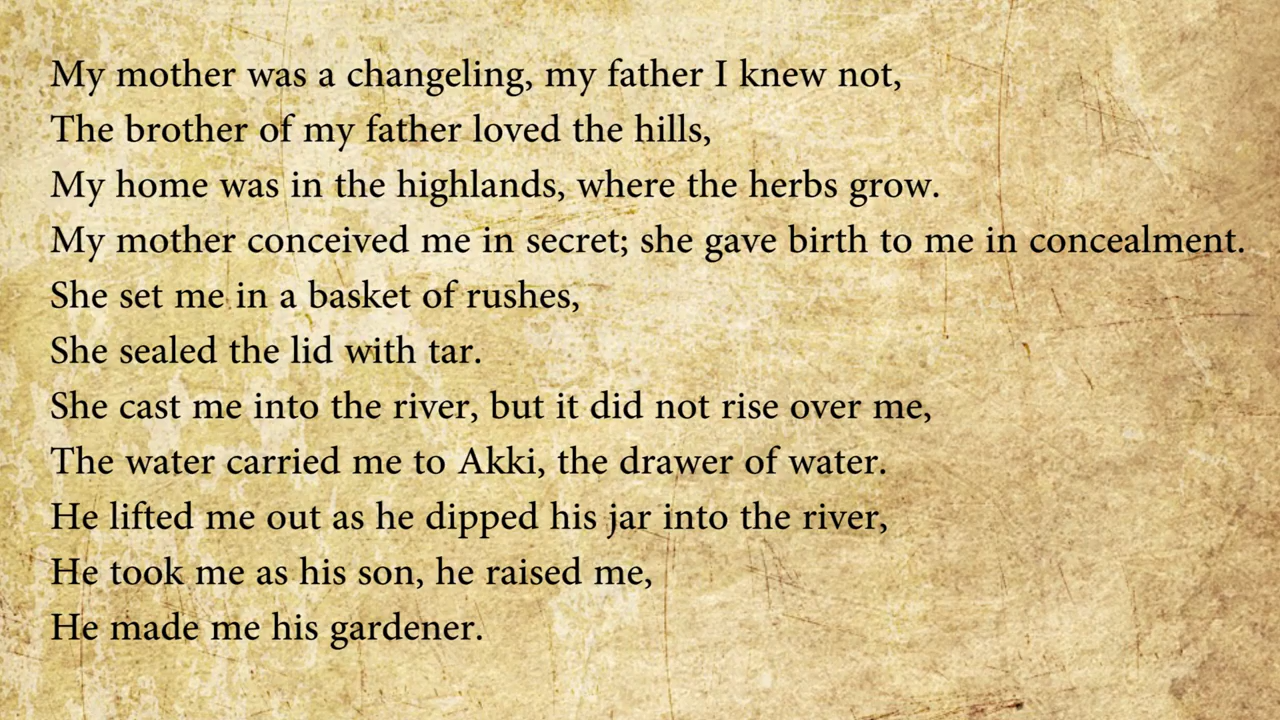 My mother was a changeling, my father I knew not,
The brother of my father loved the hills,
My home was in the highlands, where the herbs grow.
My mother conceived me in secret; she gave birth to me in concealment.
She set me in a basket of rushes,
She sealed the lid with tar.
She cast me into the river, but it did not rise over me,
The water carried me to Akki, the drawer of water.
He lifted me out as he dipped his jar into the river,
He took me as his son, he raised me,
He made me his gardener.